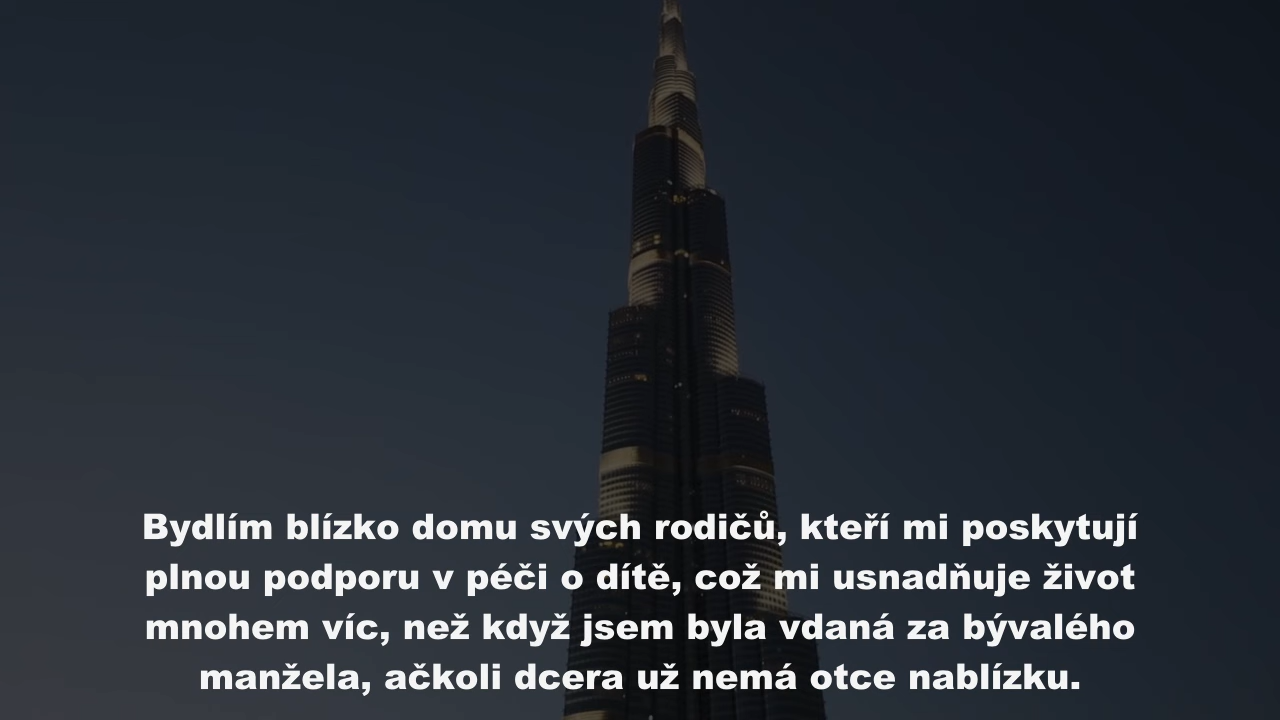 Bydlím blízko domu svých rodičů, kteří mi poskytují
plnou podporu v péči o dítě, což mi usnadňuje život
mnohem víc, než když jsem byla vdaná za bývalého
manžela, ačkoli dcera už nemá otce nablízku.